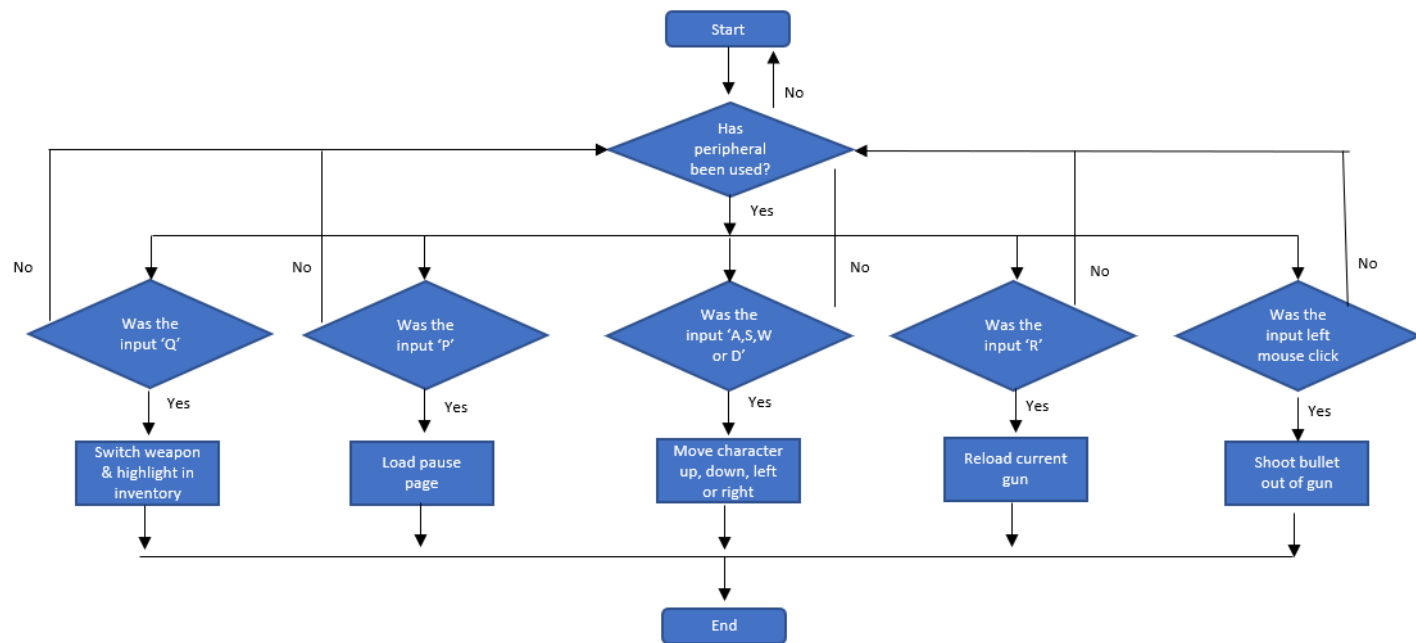 Start
No
Has
peripheral
been used?
Yes
No
No
No
No
No
Was the
input ‘Q’
Was the
input ‘P’
Was the
input ‘A,S,W
or D’
Was the
input ‘R’
Was the
input left
mouse click
Yes
Yes
Yes
Yes
Yes
Switch weapon
& highlight in
inventory
Load pause
page
Move character
up, down, left
or right
Reload current
gun
Shoot bullet
out of gun
End